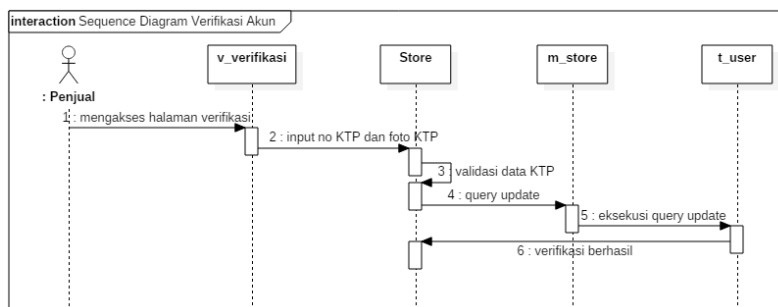 interaction Sequence Diagram Verifikasi Akun
v_verifikasi
Store
m_store
t_user
: Penjual
1 : mengakses halaman verifikasi
2 : input no KTP dan foto KTP
3 : validasi data KTP
4 : query update
5 : eksekusi query update
6 : verifikasi berhasil